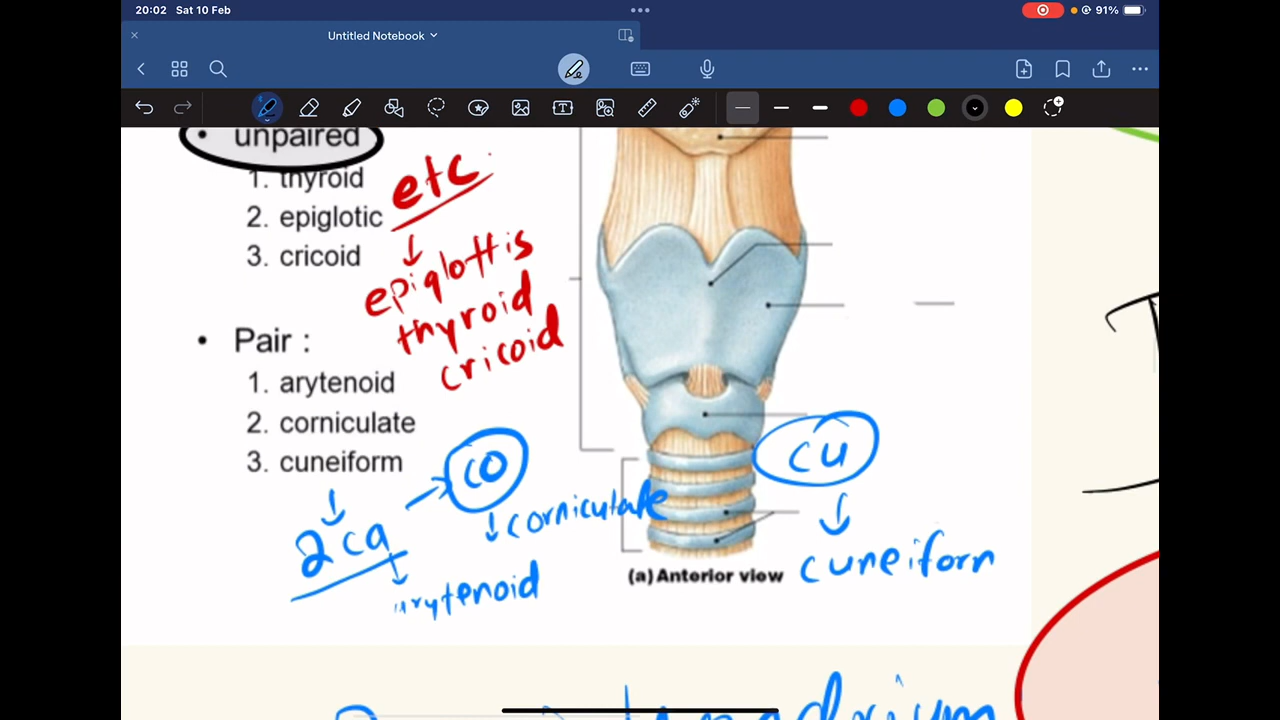 20:02 Sat 10 Feb
91%
Untitled Notebook
• unpaired
1. thyroid
2. epiglotic
3. cricoid
etc
epiglottis
thyroid
cricoid
• Pair :
1. arytenoid
2. corniculate
3. cuneiform
2ca
co
corniculate
arytenoid
cu
cuneiform
(a) Anterior view